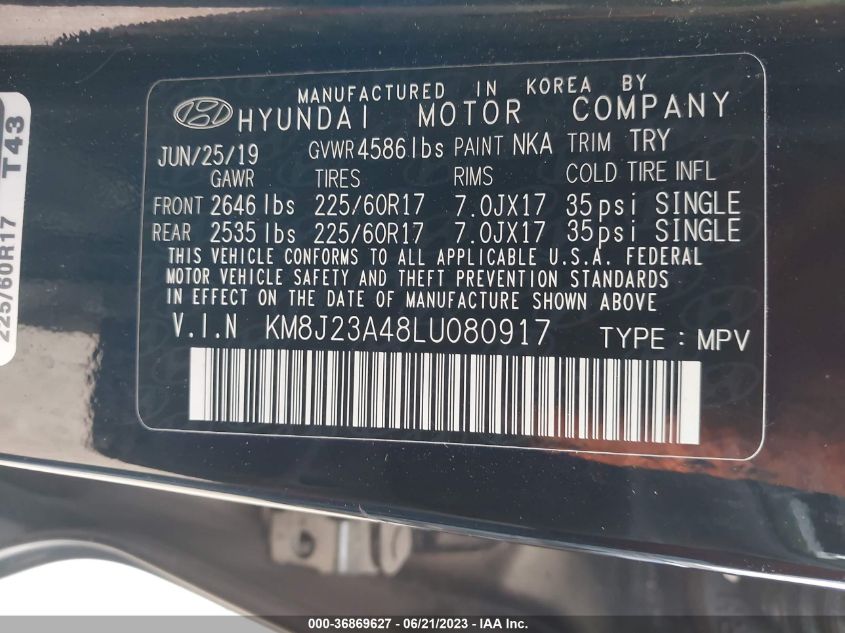 MANUFACTURED IN KOREA BY
HYUNDAI MOTOR COMPANY
JUN/25/19 GVWR 4586 lbs PAINT NKA TRIM TRY
GAWR TIRES RIMS COLD TIRE INFL
FRONT 2646 lbs 225/60R17 7.0JX17 35psi SINGLE
REAR 2535 lbs 225/60R17 7.0JX17 35psi SINGLE
THIS VEHICLE CONFORMS TO ALL APPLICABLE U.S.A. FEDERAL
MOTOR VEHICLE SAFETY AND THEFT PREVENTION STANDARDS
IN EFFECT ON THE DATE OF MANUFACTURE SHOWN ABOVE
V.I.N KM8J23A48LU080917 TYPE : MPV
225/60R17 T43
000-36869627 - 06/21/2023 - IAA Inc.